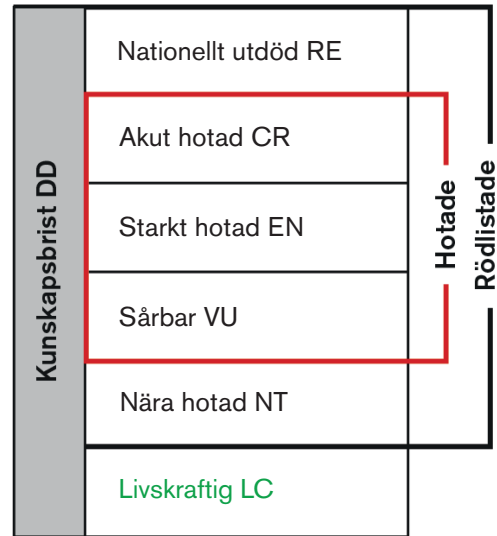 Kunskapsbrist DD
Nationellt utdöd RE
Akut hotad CR
Starkt hotad EN
Sårbar VU
Nära hotad NT
Livskraftig LC
Hotade
Rödlistade